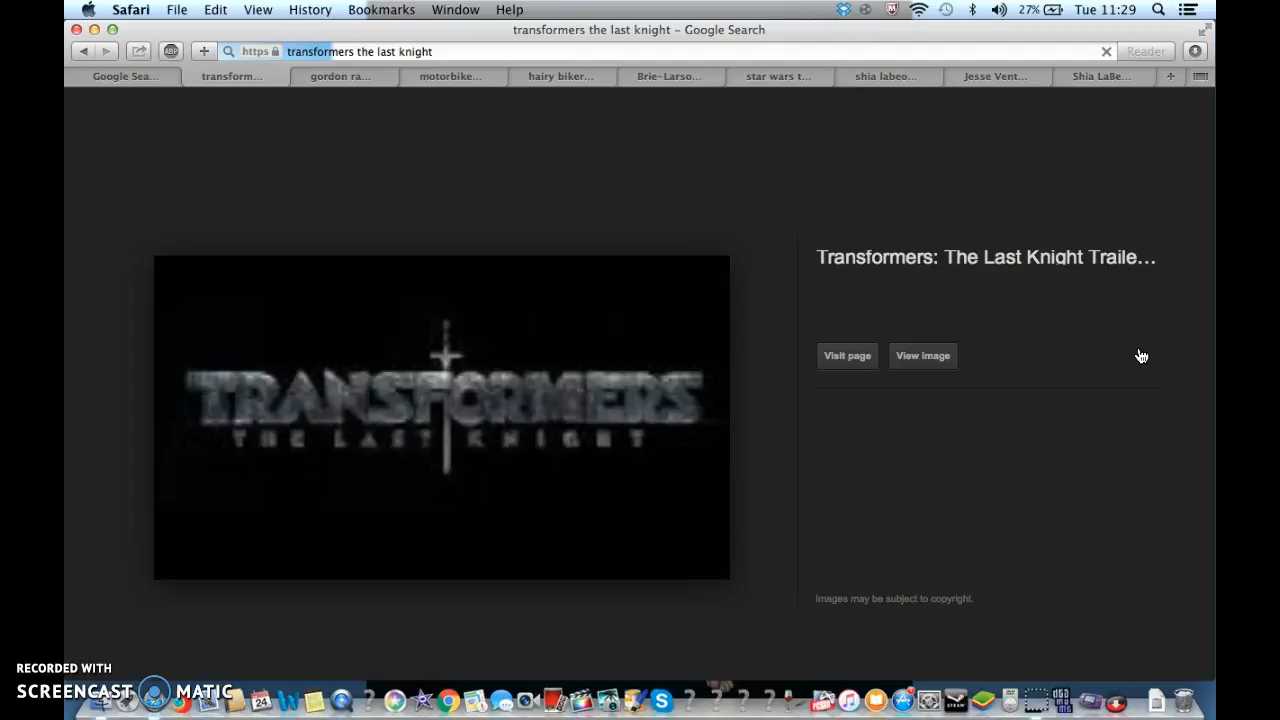 Safari File Edit View History Bookmarks Window Help 27% Tue 11:29
transformers the last knight - Google Search
ABP + https transformers the last knight Reader
Google Sea... transform... gordon ra... motorbike... hairy biker... Brie-Larso... star wars t... shia labeo... Jesse Vent... Shia LaBe... +
Transformers: The Last Knight Traile...
TRANSFORMERS
THE LAST KNIGHT
Visit page View image
Images may be subject to copyright.
RECORDED WITH
SCREENCAST MATIC
24
STEAM